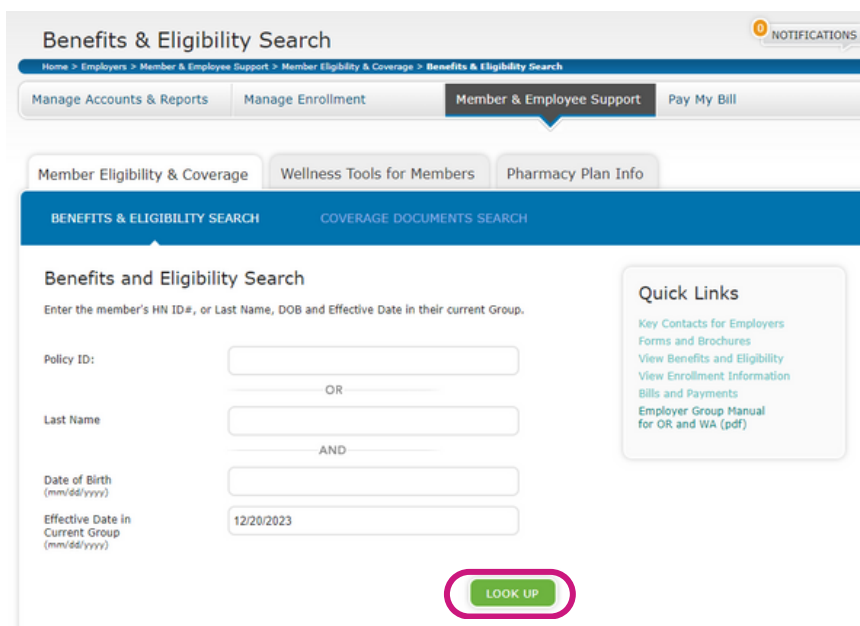 Benefits & Eligibility Search
0 NOTIFICATIONS
Home > Employers > Member & Employee Support > Member Eligibility & Coverage > Benefits & Eligibility Search
Manage Accounts & Reports Manage Enrollment Member & Employee Support Pay My Bill
Member Eligibility & Coverage Wellness Tools for Members Pharmacy Plan Info
BENEFITS & ELIGIBILITY SEARCH COVERAGE DOCUMENTS SEARCH
Benefits and Eligibility Search
Enter the member's HN ID#, or Last Name, DOB and Effective Date in their current Group.
Policy ID:
OR
Last Name
AND
Date of Birth
(mm/dd/yyyy)
Effective Date in
Current Group
(mm/dd/yyyy)
12/20/2023
LOOK UP
Quick Links
Key Contacts for Employers
Forms and Brochures
View Benefits and Eligibility
View Enrollment Information
Bills and Payments
Employer Group Manual
for OR and WA (pdf)